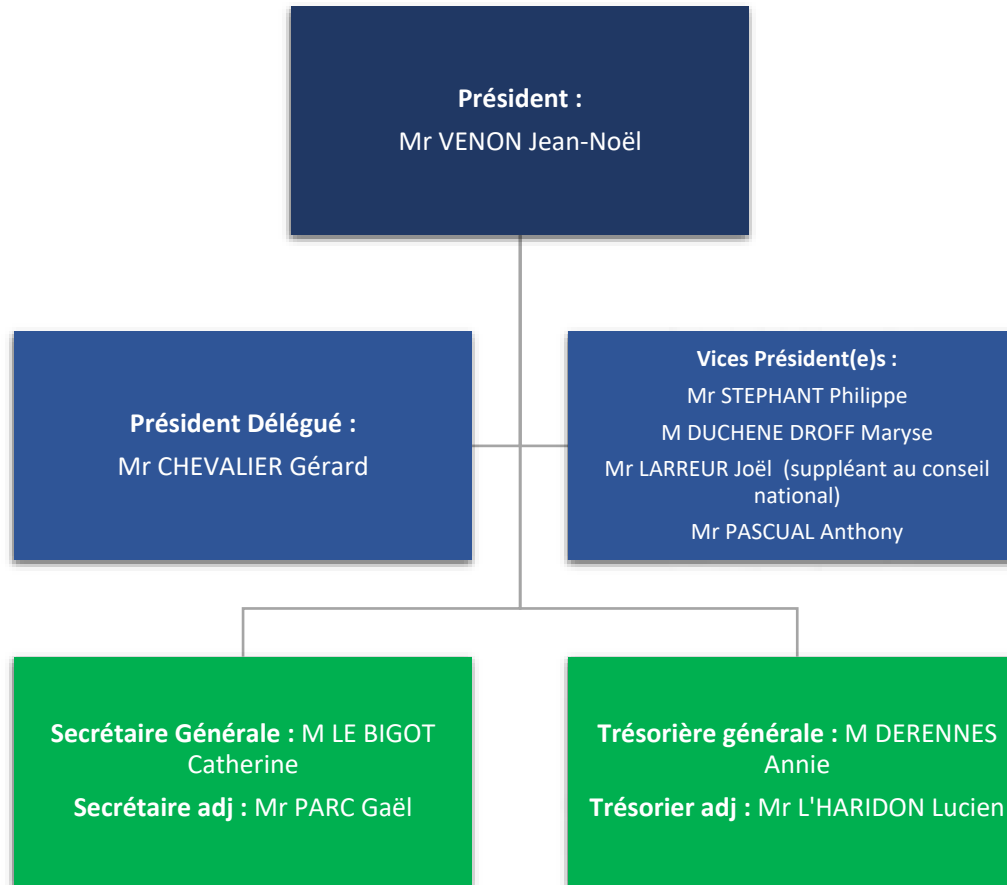 Président :
Mr VENON Jean-Noël
Président Délégué :
Mr CHEVALIER Gérard
Vices Président(e)s :
Mr STEPHANT Philippe
M DUCHENE DROFF Maryse
Mr LARREUR Joël  (suppléant au conseil
national)
Mr PASCUAL Anthony
Secrétaire Générale : M LE BIGOT
Catherine
Secrétaire adj : Mr PARC Gaël
Trésorière générale : M DERENNES
Annie
Trésorier adj : Mr L'HARIDON Lucien